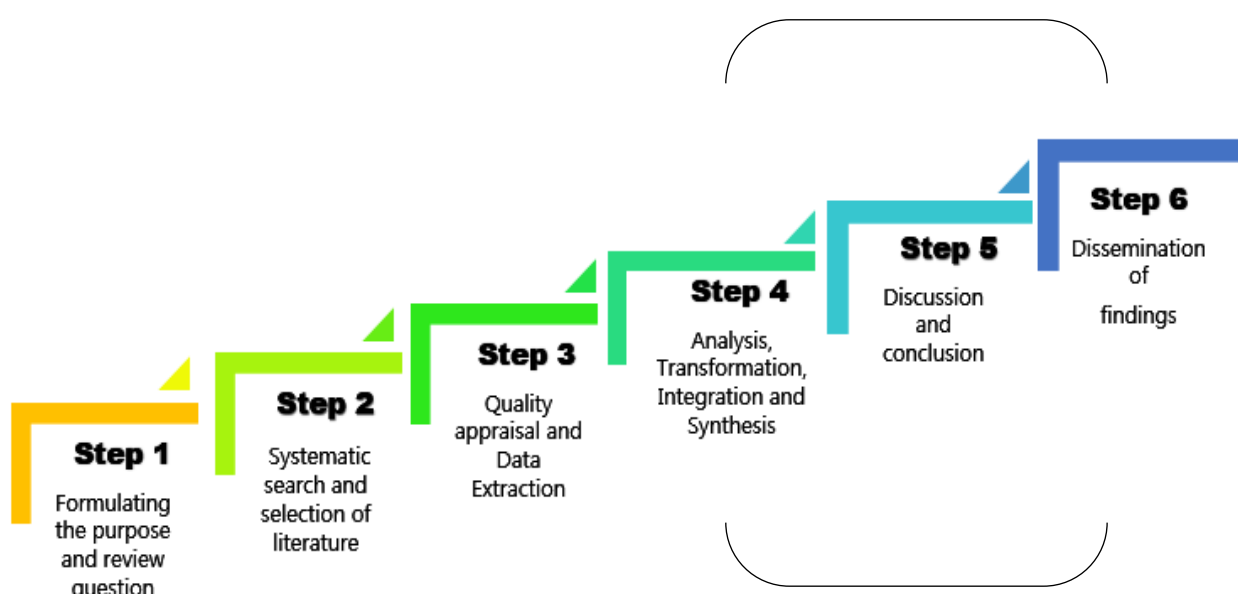 Step 1
Formulating
the purpose
and review
question
Step 2
Systematic
search and
selection of
literature
Step 3
Quality
appraisal and
Data
Extraction
Step 4
Analysis,
Transformation,
Integration and
Synthesis
Step 5
Discussion
and
conclusion
Step 6
Dissemination
of
findings